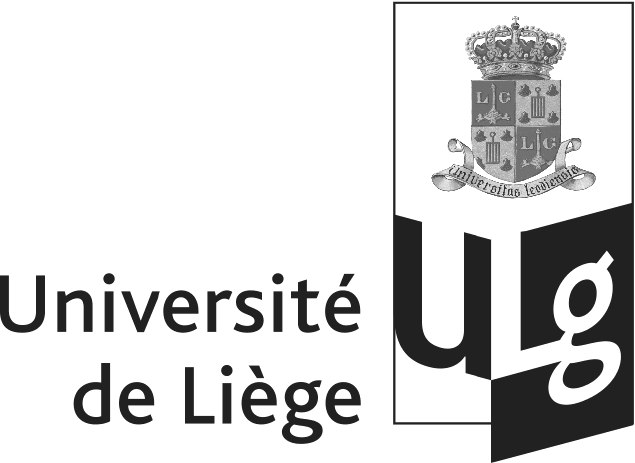 L G
L G
Universitas leodiensis
Université
de Liège
uLg